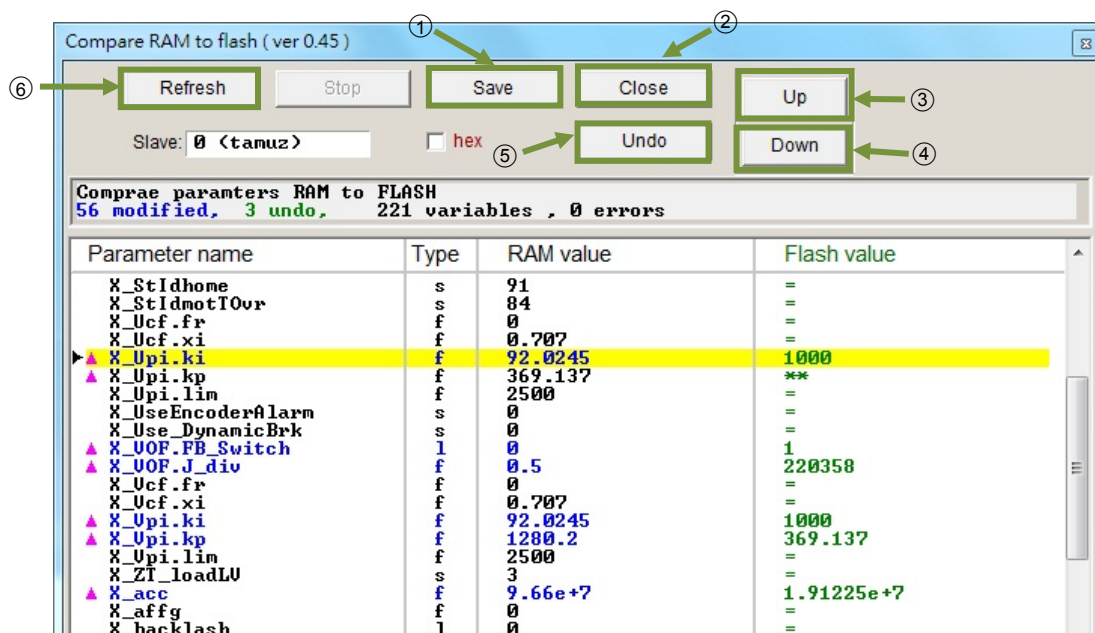 ① ②
Compare RAM to flash ( ver 0.45 )
⑥ Refresh Stop Save Close Up ③
Slave: 0 (tamuz) hex ⑤ Undo Down ④
Comprae paramters RAM to FLASH
56 modified, 3 undo, 221 variables , 0 errors
Parameter name Type RAM value Flash value
X_StIdhome s 91 =
X_StIdmotTOvr s 84 =
X_Ucf.fr f 0 =
X_Ucf.xi f 0.707 =
X_Upi.ki f 92.0245 1000
X_Upi.kp f 369.137 **
X_Upi.lim f 2500 =
X_UseEncoderAlarm s 0 =
X_Use_DynamicBrk s 0 =
X_VOF.FB_Switch l 0 1
X_VOF.J_div f 0.5 220358
X_Vcf.fr f 0 =
X_Vcf.xi f 0.707 =
X_Vpi.ki f 92.0245 1000
X_Vpi.kp f 1280.2 369.137
X_Vpi.lim f 2500 =
X_ZT_loadLV s 3 =
X_acc f 9.66e+7 1.91225e+7
X_affg f 0 =
X_backlash l 0 =